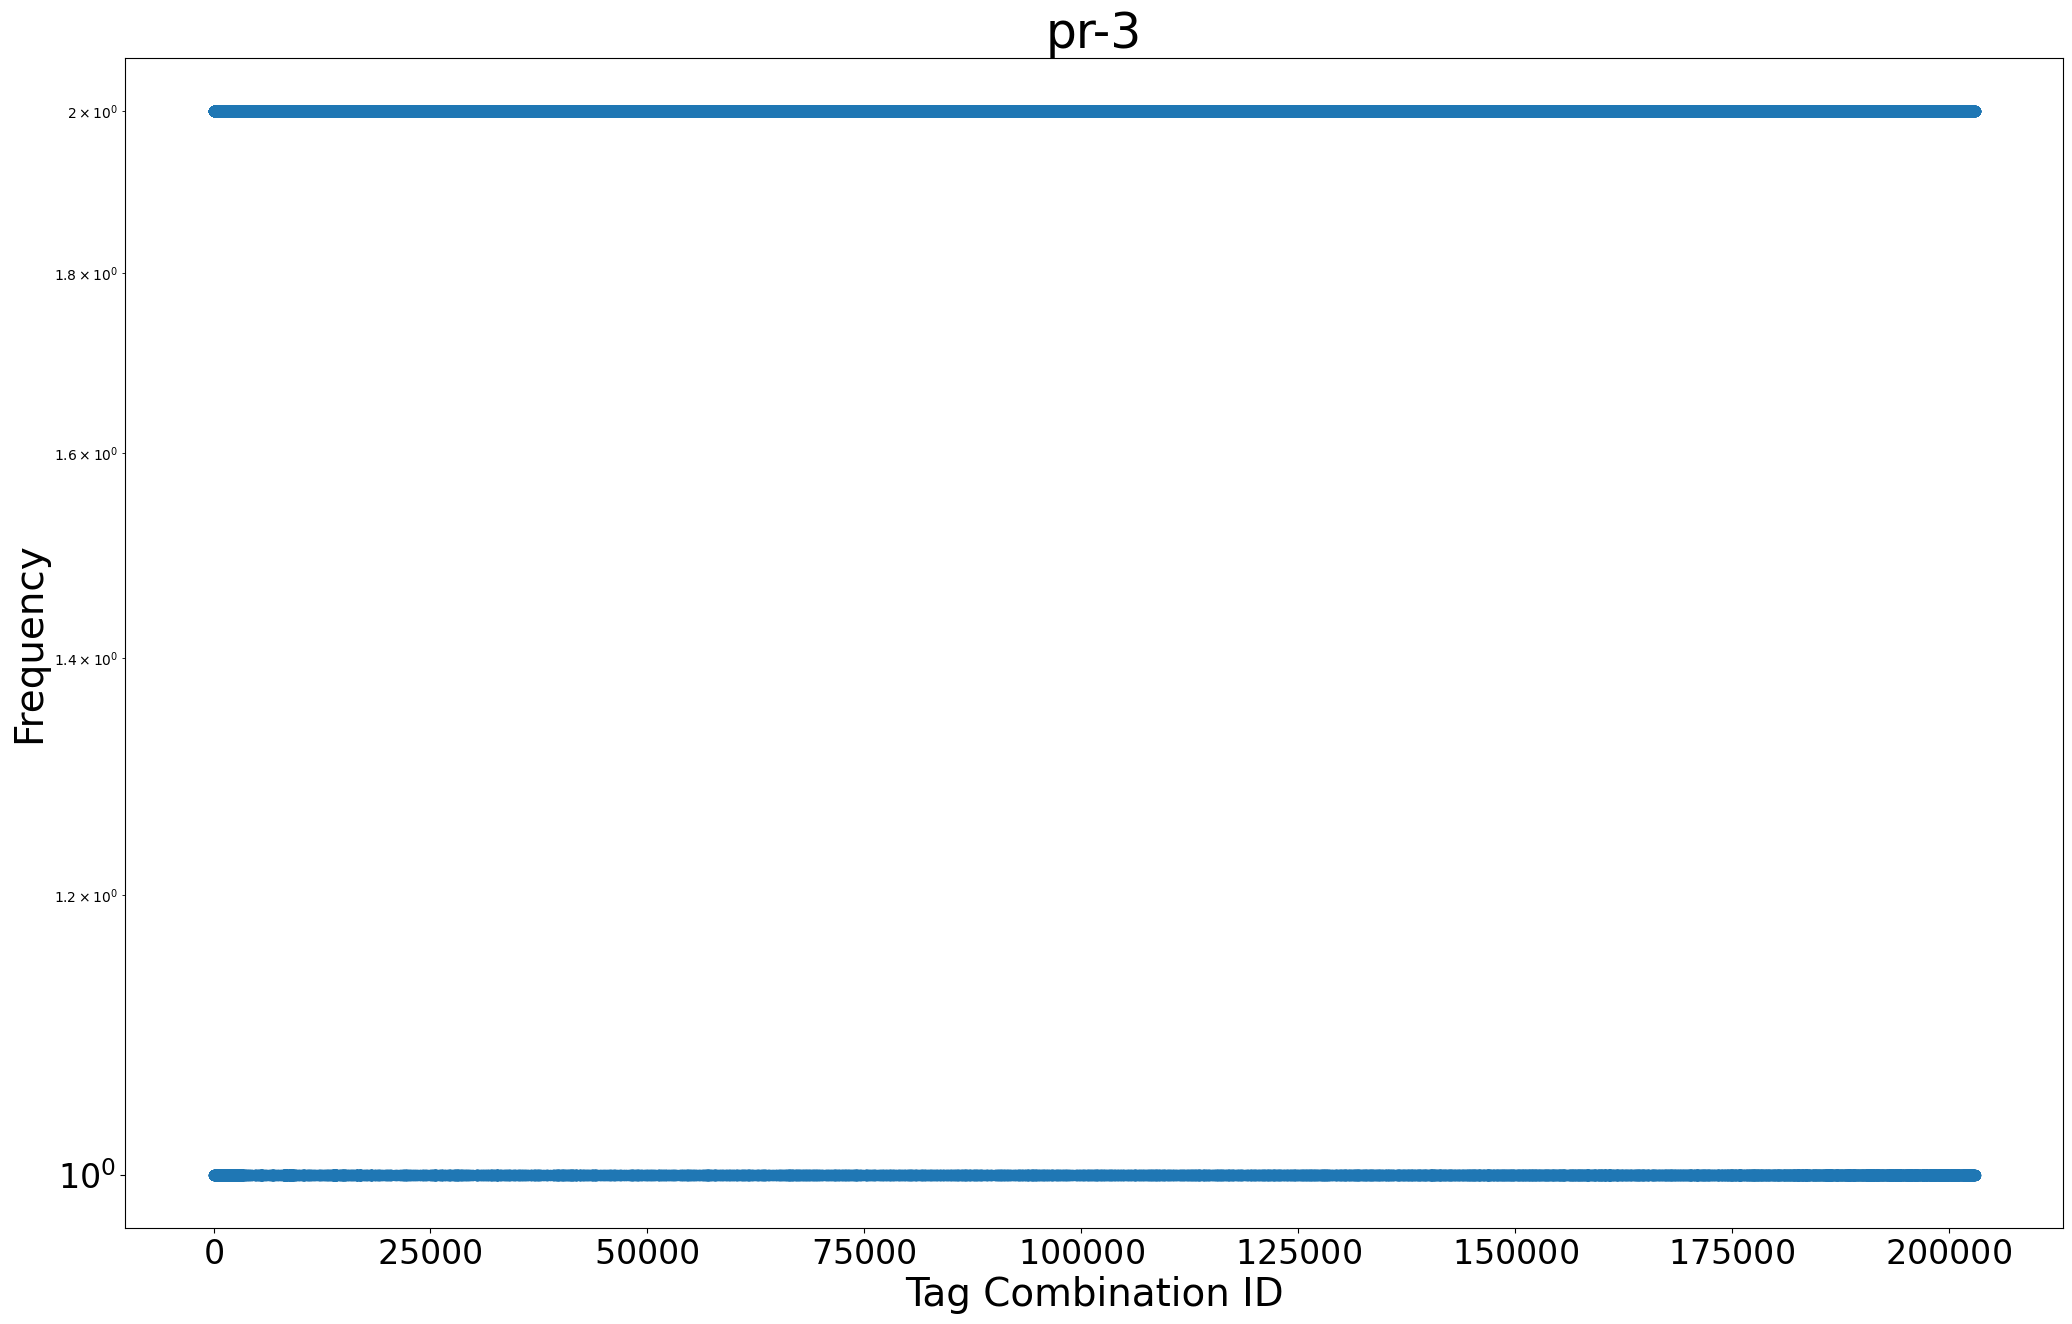 pr-3
2 × 10⁰
1.8 × 10⁰
1.6 × 10⁰
1.4 × 10⁰
1.2 × 10⁰
10⁰
Frequency
0 25000 50000 75000 100000 125000 150000 175000 200000
Tag Combination ID